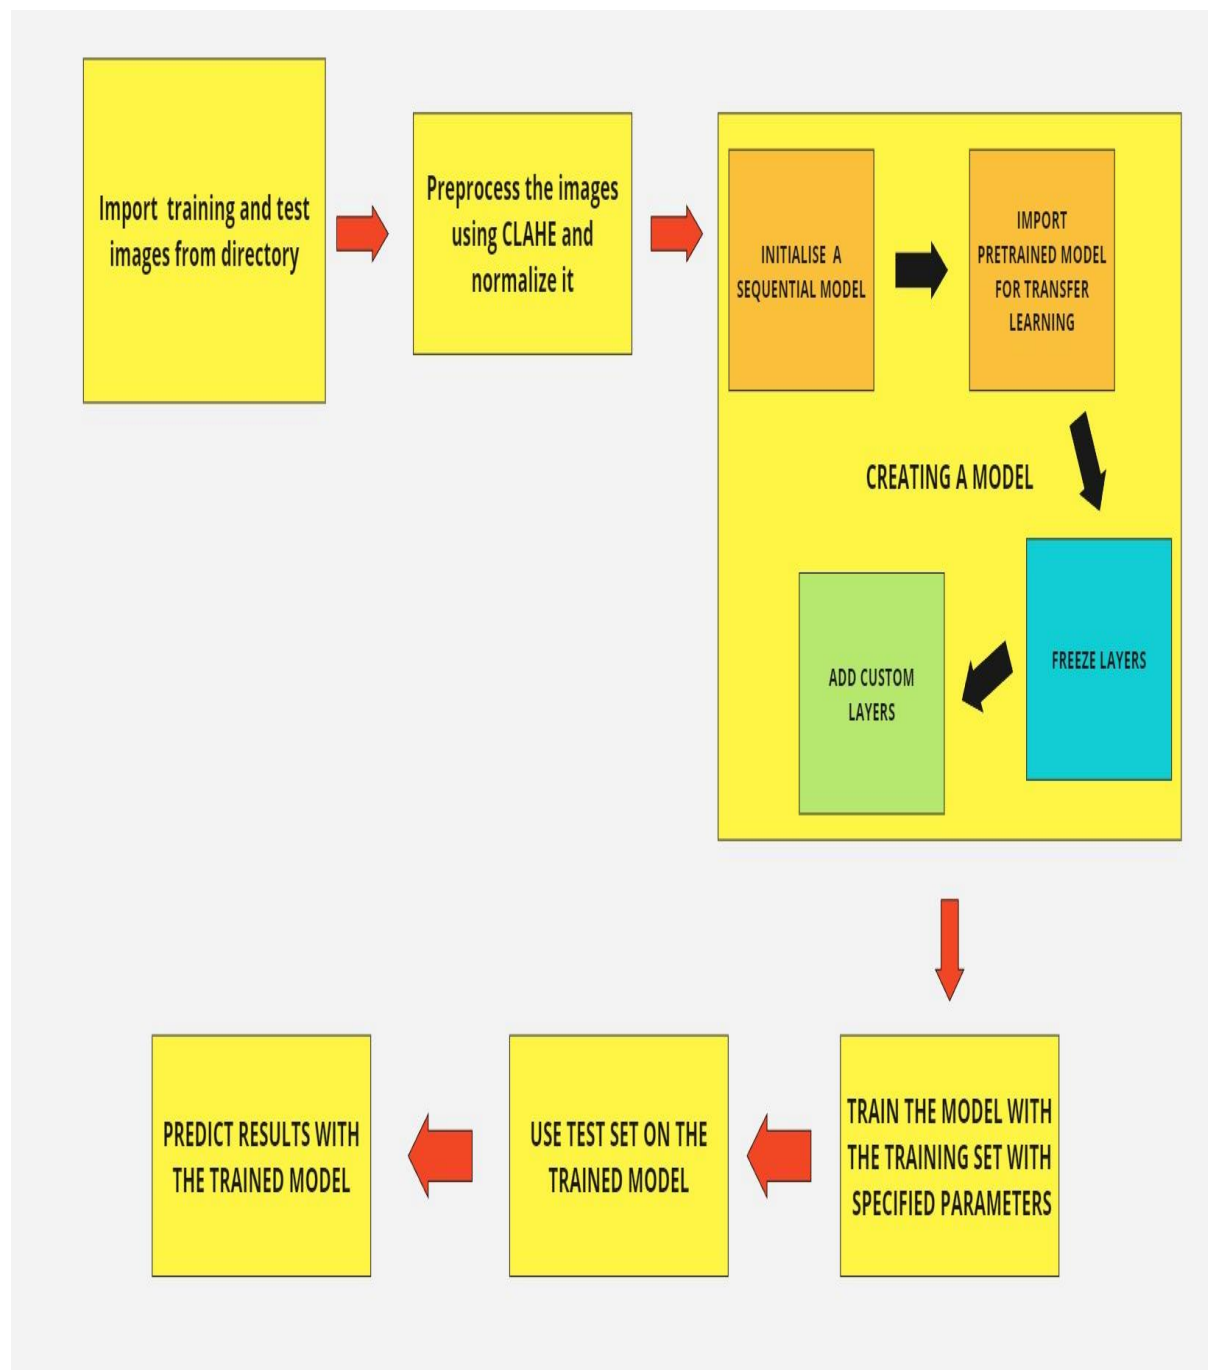 Import training and test
images from directory
Preprocess the images
using CLAHE and
normalize it
INITIALISE A
SEQUENTIAL MODEL
IMPORT
PRETRAINED MODEL
FOR TRANSFER
LEARNING
CREATING A MODEL
FREEZE LAYERS
ADD CUSTOM
LAYERS
TRAIN THE MODEL WITH
THE TRAINING SET WITH
SPECIFIED PARAMETERS
USE TEST SET ON THE
TRAINED MODEL
PREDICT RESULTS WITH
THE TRAINED MODEL